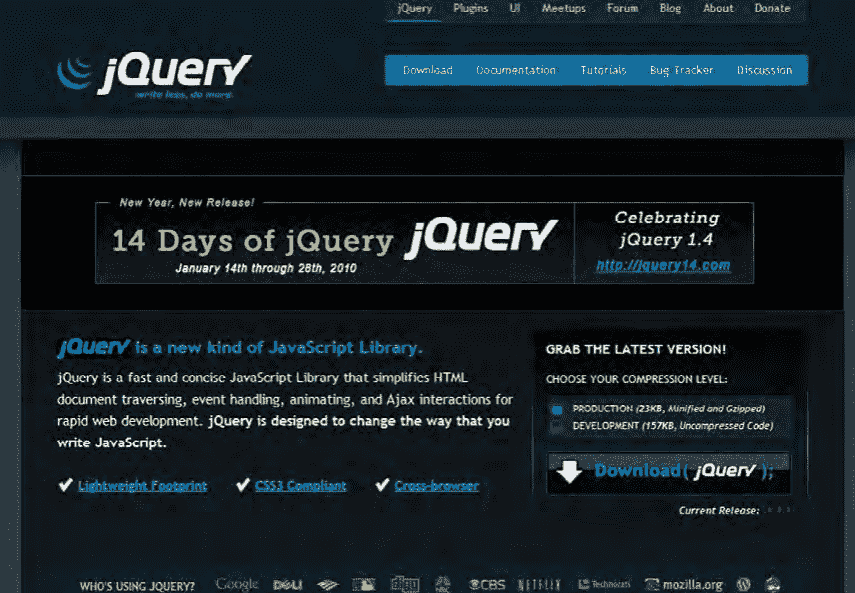 jQuery Plugins UI Meetups Forum Blog About Donate
jQuery
write less, do more.
Download Documentation Tutorials Bug Tracker Discussion
New Year, New Release!
14 Days of jQuery jQuery
January 14th through 28th, 2010
Celebrating
jQuery 1.4
http://jquery14.com
jQuery is a new kind of JavaScript Library.
jQuery is a fast and concise JavaScript Library that simplifies HTML
document traversing, event handling, animating, and Ajax interactions for
rapid web development. jQuery is designed to change the way that you
write JavaScript.
Lightweight Footprint CSS3 Compliant Cross-browser
GRAB THE LATEST VERSION!
CHOOSE YOUR COMPRESSION LEVEL:
PRODUCTION (23KB, Minified and Gzipped)
DEVELOPMENT (157KB, Uncompressed Code)
Download( jQuery );
Current Release:
WHO'S USING JQUERY? Google DELL CBS NETFLIX Technorati mozilla.org